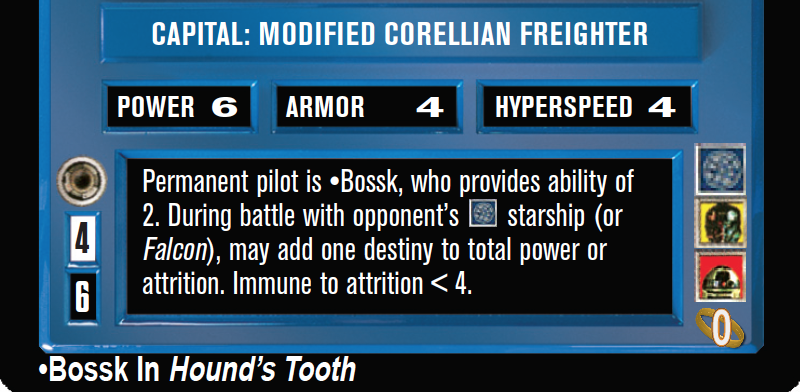 CAPITAL: MODIFIED CORELLIAN FREIGHTER
POWER 6 ARMOR 4 HYPERSPEED 4
Permanent pilot is •Bossk, who provides ability of
2. During battle with opponent's starship (or
Falcon), may add one destiny to total power or
attrition. Immune to attrition < 4.
4
6
0
•Bossk In Hound's Tooth